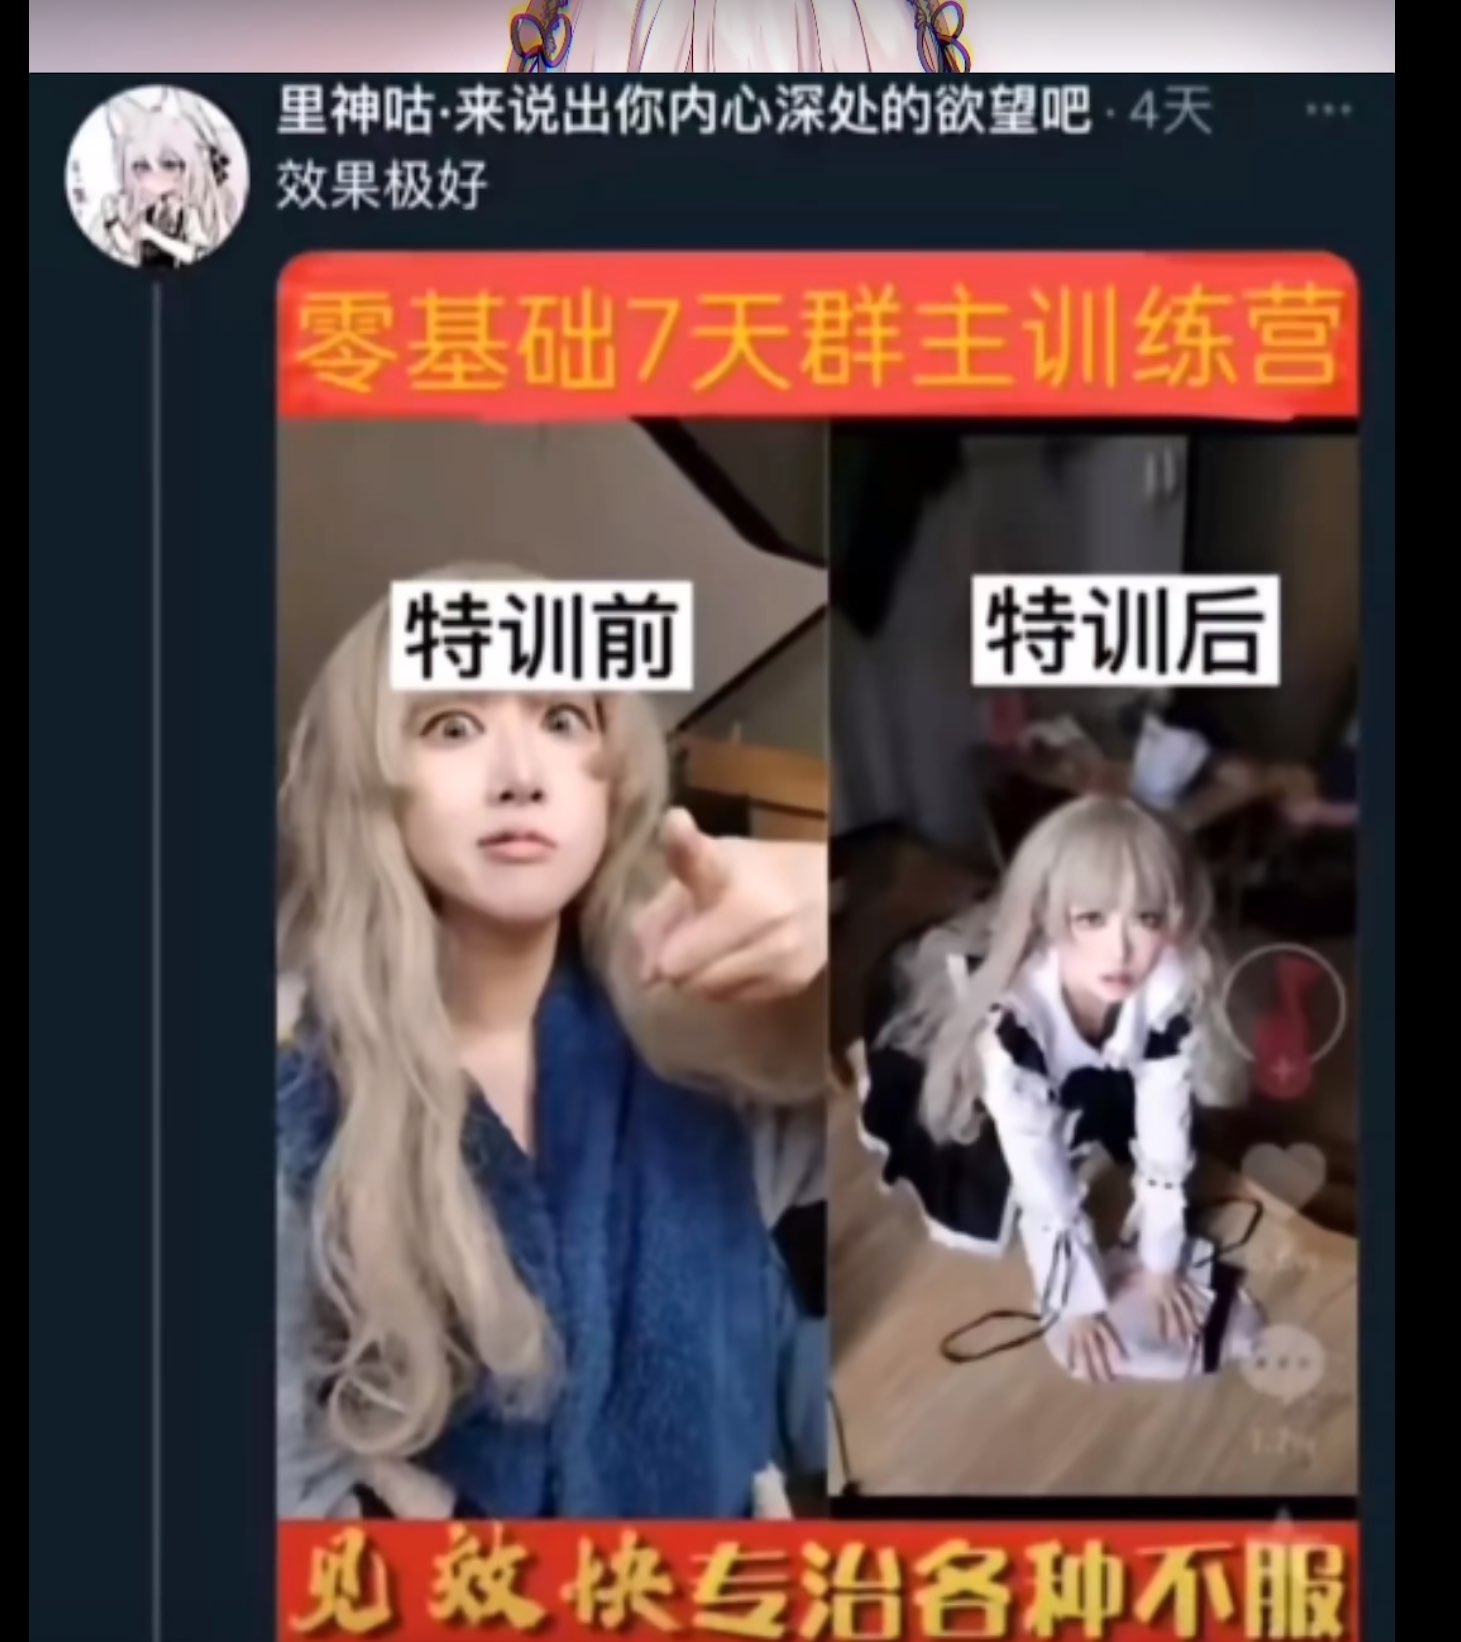 里神咕·来说出你内心深处的欲望吧 · 4天
效果极好
零基础7天群主训练营
特训前
特训后
见效快专治各种不服